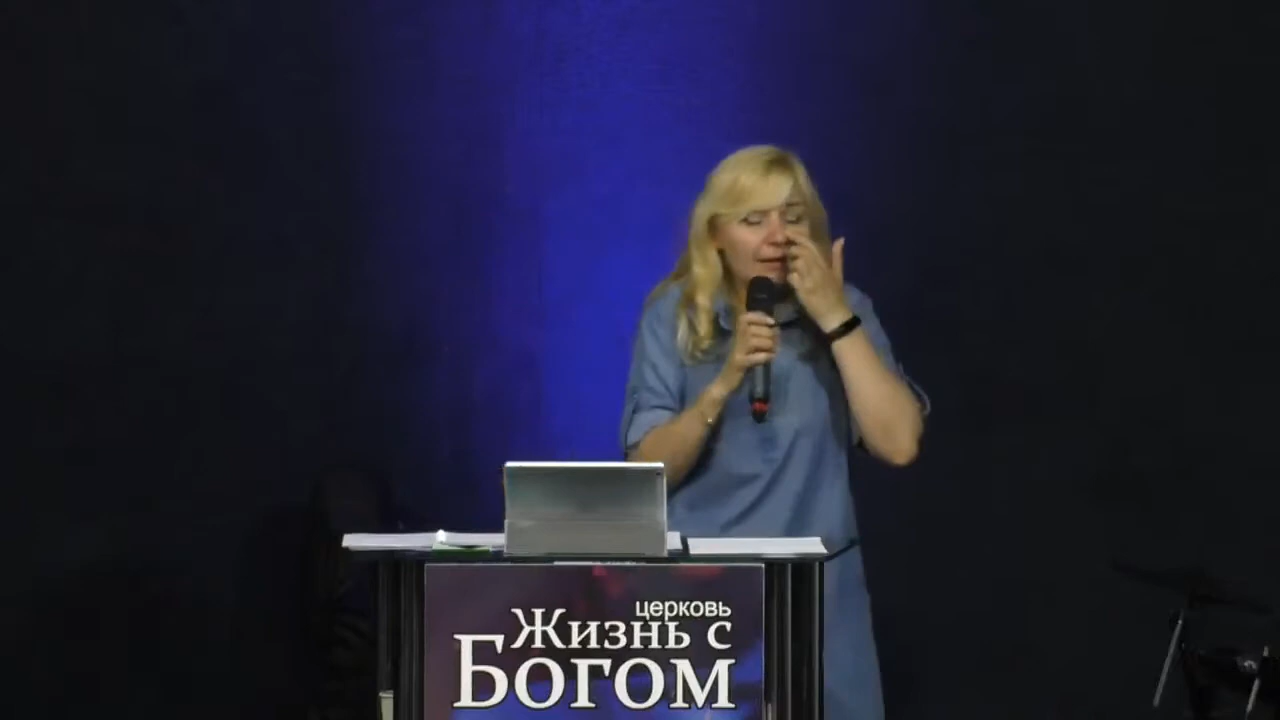 церковь
Жизнь с
Богом